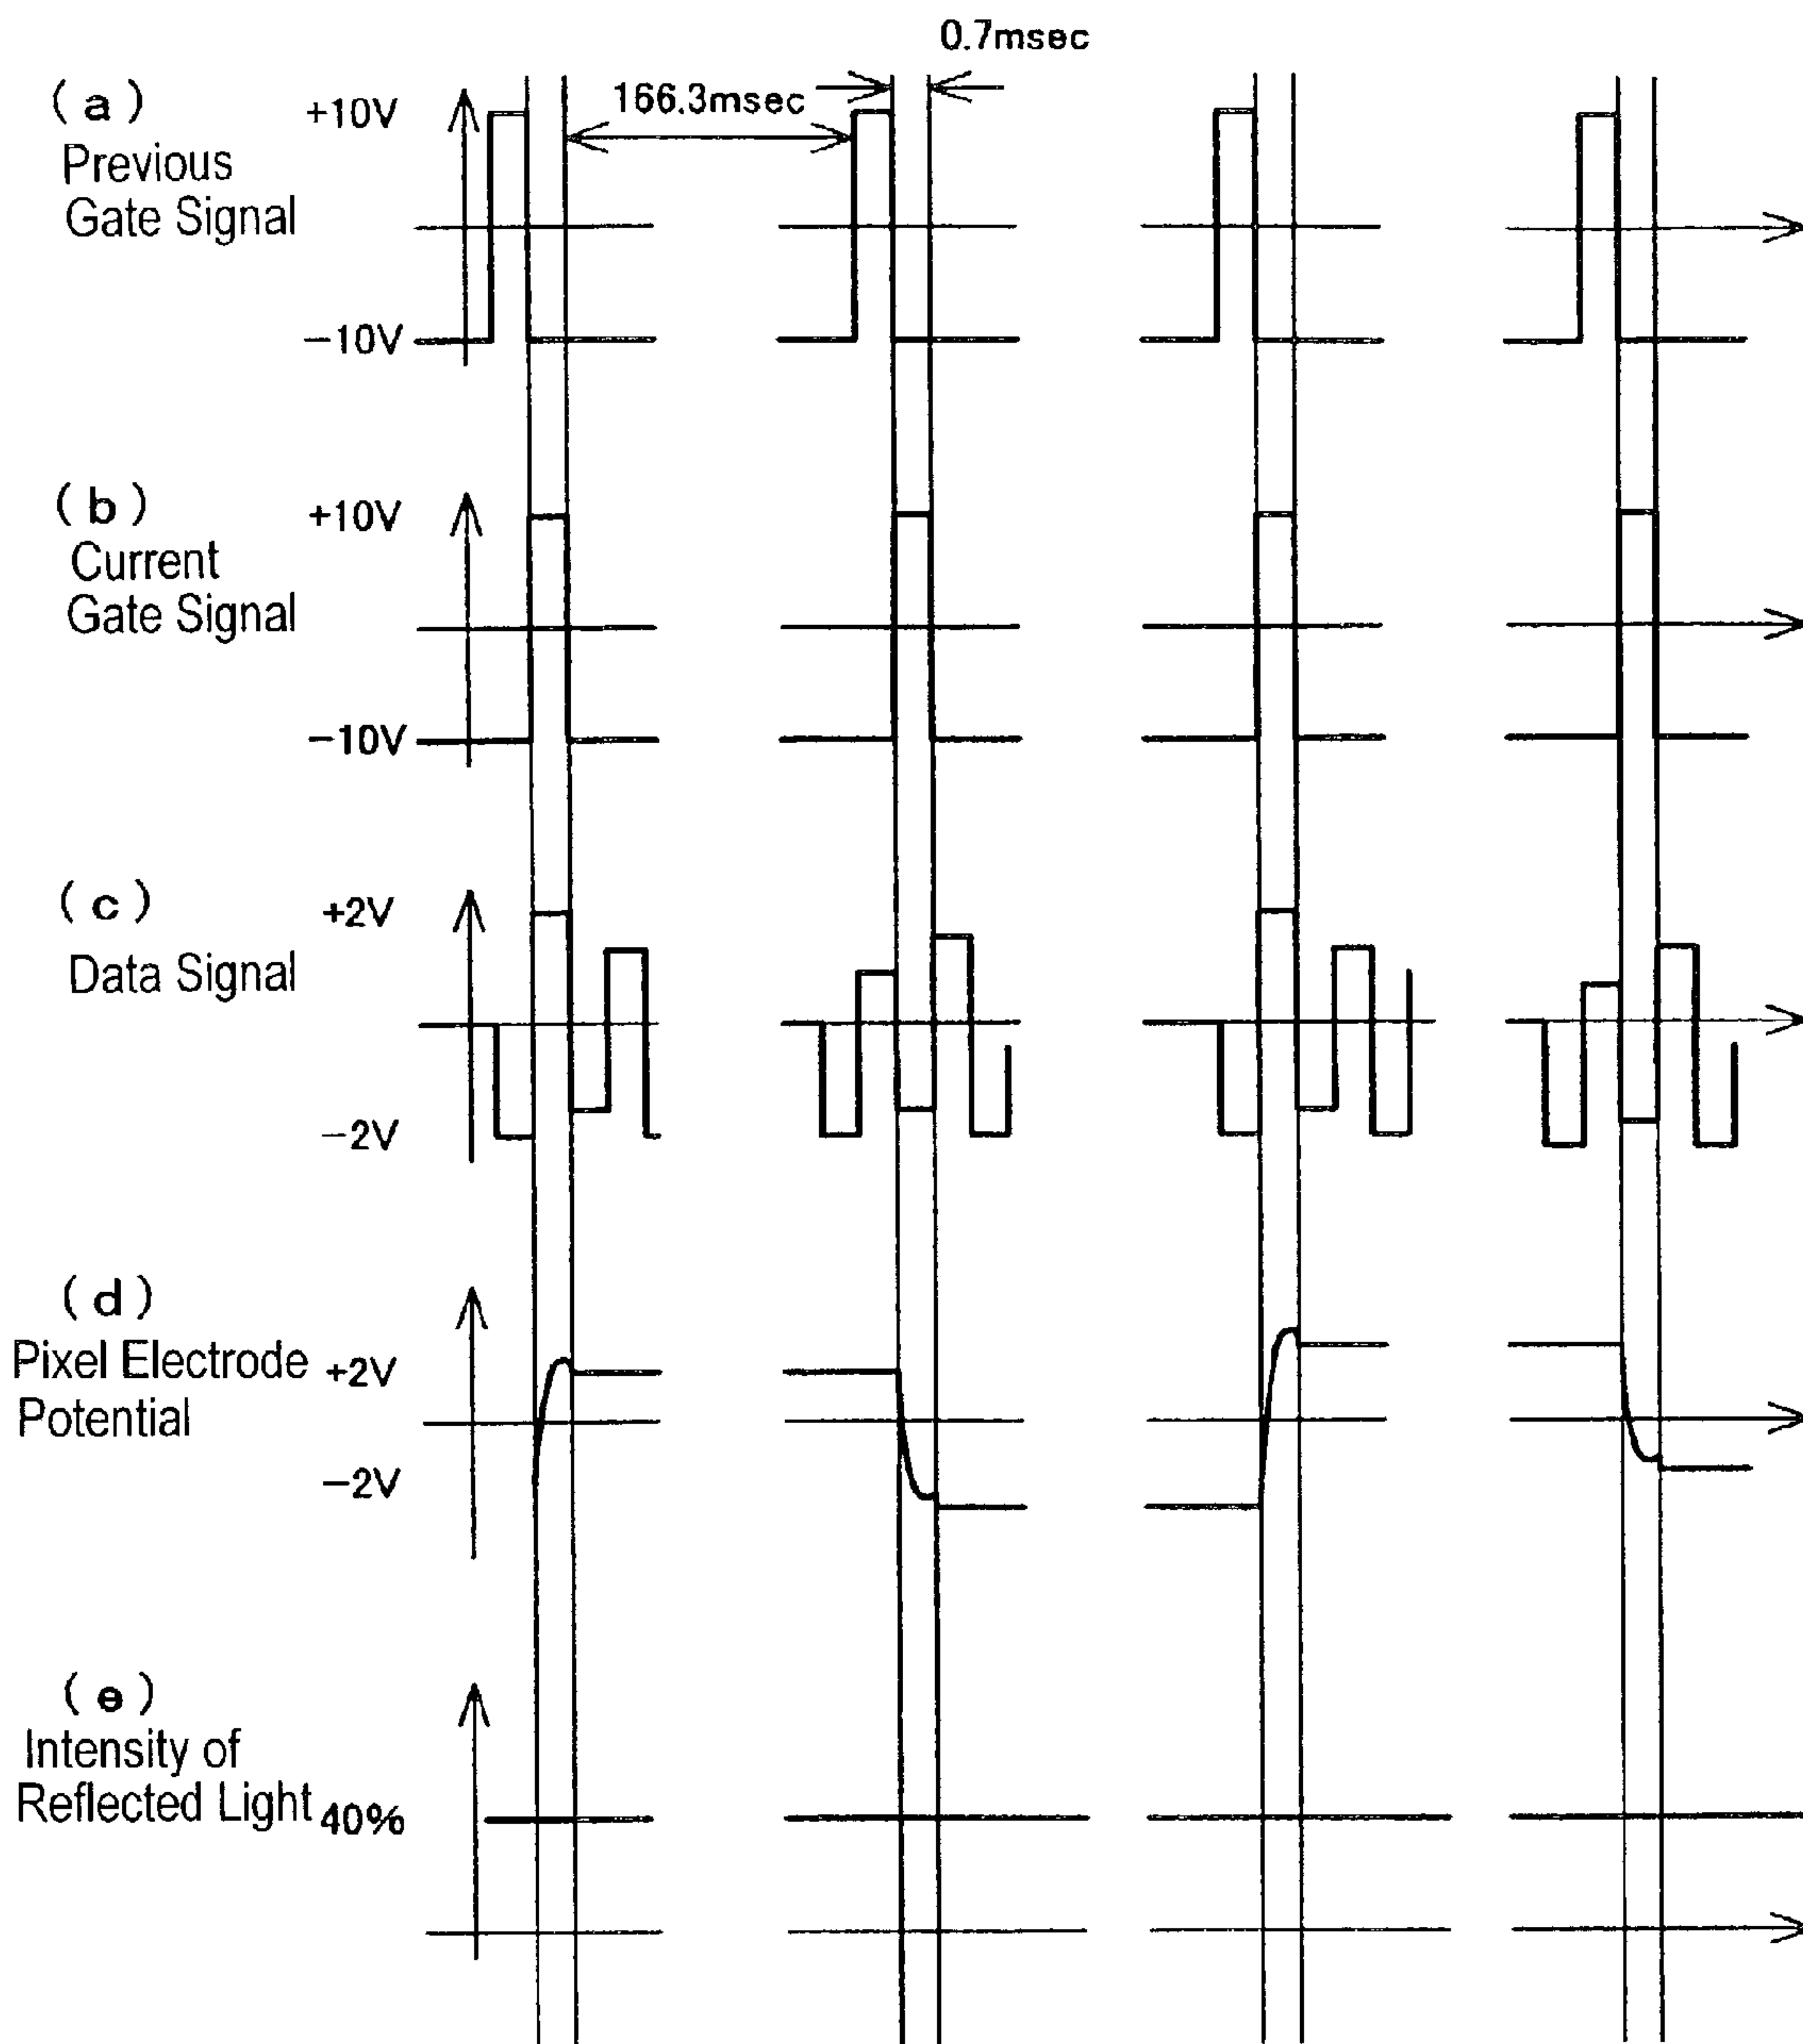 0.7msec
166.3msec
(a)
Previous
Gate Signal
+10V
−10V
(b)
Current
Gate Signal
+10V
−10V
(c)
Data Signal
+2V
−2V
(d)
Pixel Electrode
Potential
+2V
−2V
(e)
Intensity of
Reflected Light
40%